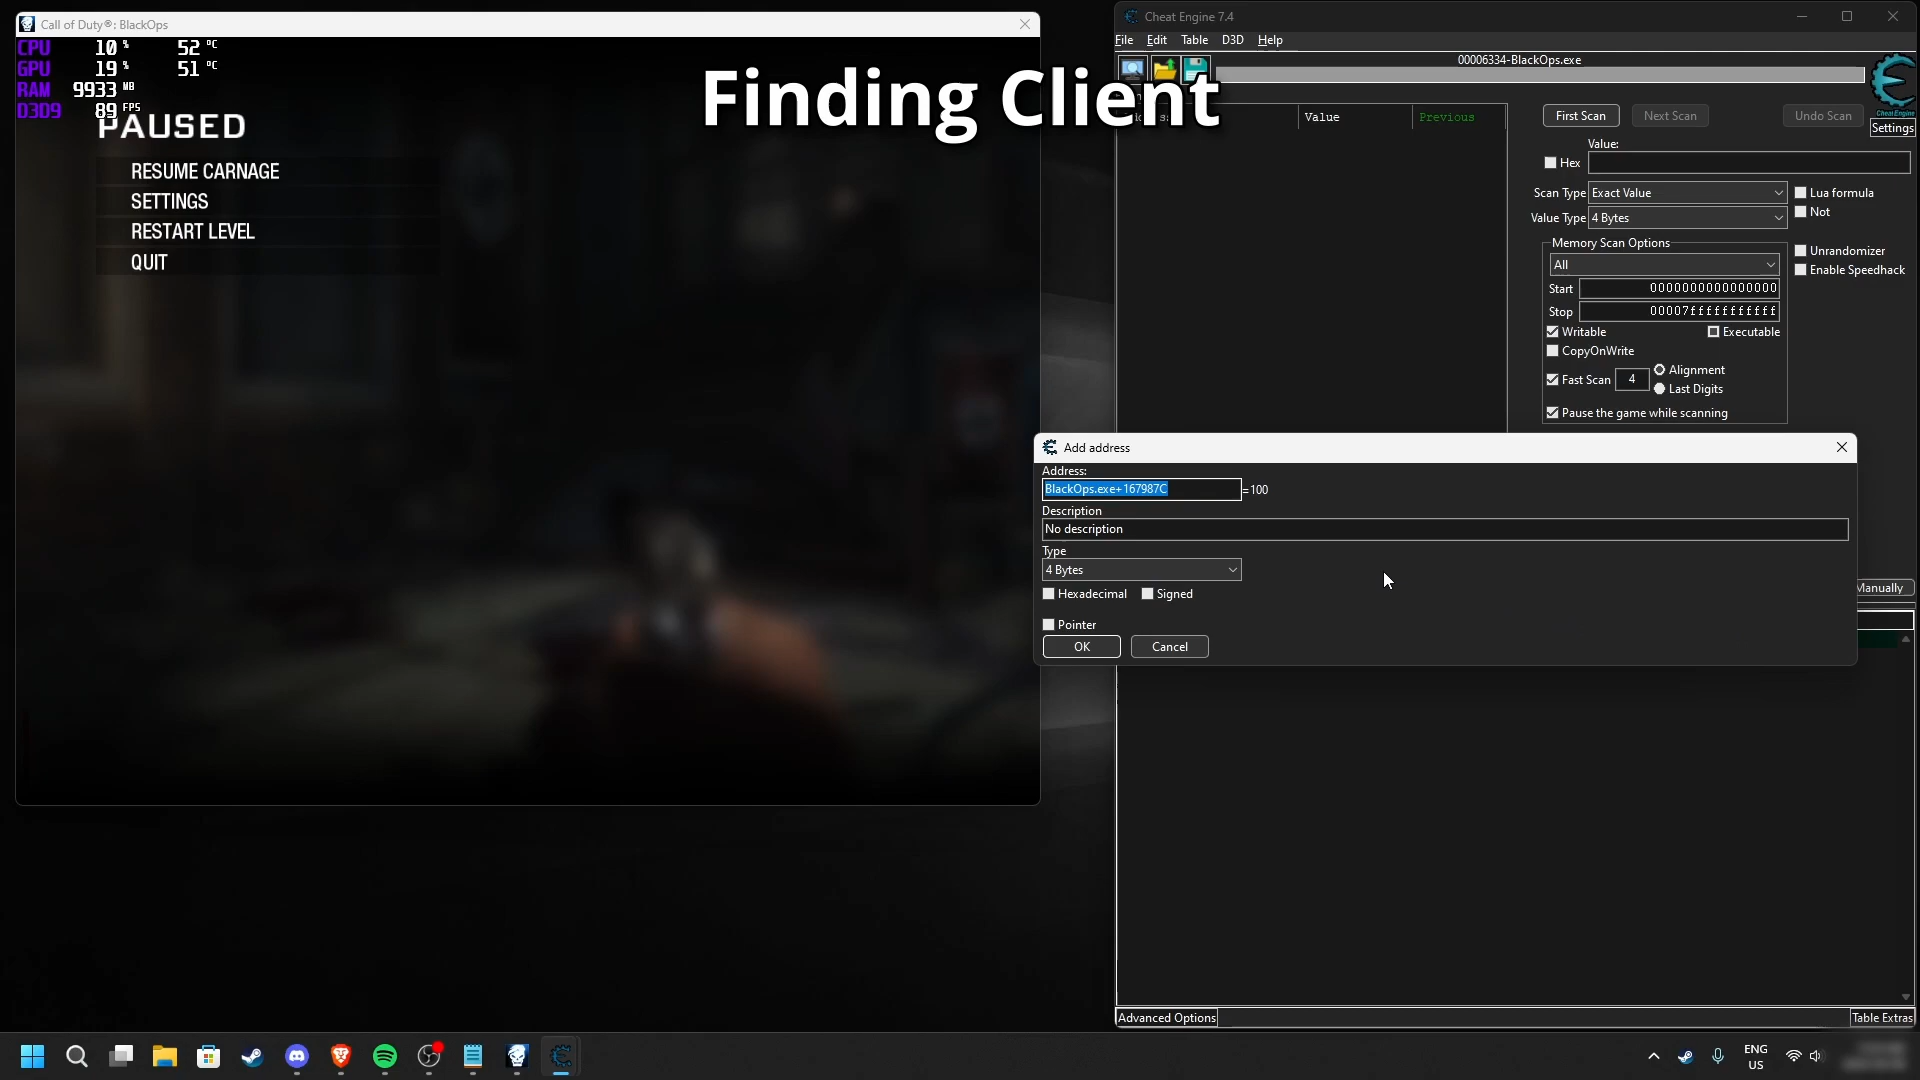 Call of Duty®: BlackOps
CPU 10 % 52 °C
GPU 19 % 51 °C
RAM 9933 MB
D3D9 89 FPS
PAUSED
RESUME CARNAGE
SETTINGS
RESTART LEVEL
QUIT
Finding Client
Cheat Engine 7.4
File Edit Table D3D Help
00006334-BlackOps.exe
Cheat Engine
Settings
Value Previous
First Scan Next Scan Undo Scan
Value:
Hex
Scan Type Exact Value Lua formula
Not
Value Type 4 Bytes
Memory Scan Options
All
Unrandomizer
Enable Speedhack
Start 0000000000000000
Stop 00007fffffffffff
Writable Executable
CopyOnWrite
Fast Scan 4 Alignment
Last Digits
Pause the game while scanning
Add address
Address:
BlackOps.exe+167987C =100
Description
No description
Type
4 Bytes
Hexadecimal Signed
Pointer
OK Cancel
Manually
Advanced Options Table Extras
ENG
US